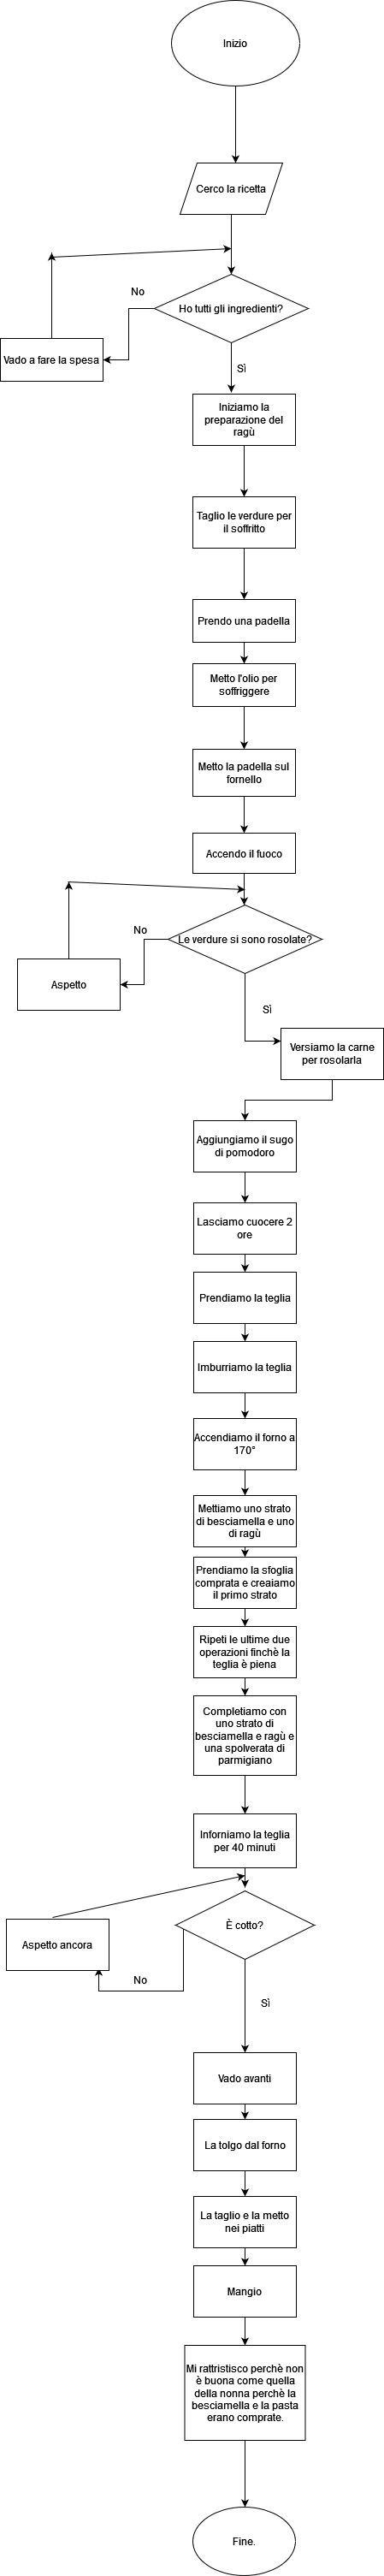 Inizio
Cerco la ricetta
Ho tutti gli ingredienti?
No
Vado a fare la spesa
Sì
Iniziamo la
preparazione del
ragù
Taglio le verdure per
il soffritto
Prendo una padella
Metto l'olio per
soffriggere
Metto la padella sul
fornello
Accendo il fuoco
Le verdure si sono rosolate?
No
Aspetto
Sì
Versiamo la carne
per rosolarla
Aggiungiamo il sugo
di pomodoro
Lasciamo cuocere 2
ore
Prendiamo la teglia
Imburriamo la teglia
Accendiamo il forno a
170°
Mettiamo uno strato
di besciamella e uno
di ragù
Prendiamo la sfoglia
comprata e creaiamo
il primo strato
Ripeti le ultime due
operazioni finchè la
teglia è piena
Completiamo con
uno strato di
besciamella e ragù e
una spolverata di
parmigiano
Inforniamo la teglia
per 40 minuti
È cotto?
Aspetto ancora
No
Sì
Vado avanti
La tolgo dal forno
La taglio e la metto
nei piatti
Mangio
Mi rattristisco perchè non
è buona come quella
della nonna perchè la
besciamella e la pasta
erano comprate.
Fine.